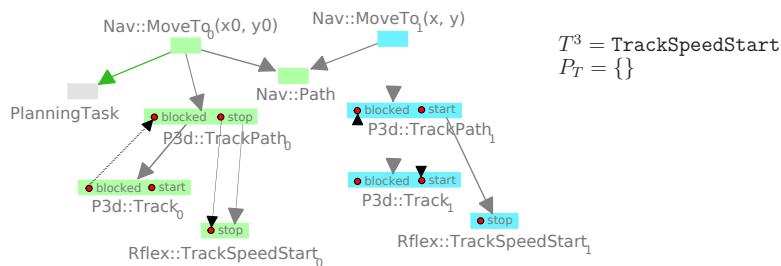 Nav::MoveTo₀(x0, y0)
Nav::MoveTo₁(x, y)
T³ = TrackSpeedStart
P_T = {}
PlanningTask
Nav::Path
blocked stop
P3d::TrackPath₀
blocked start
P3d::TrackPath₁
blocked start
P3d::Track₀
blocked start
P3d::Track₁
stop
Rflex::TrackSpeedStart₀
stop
Rflex::TrackSpeedStart₁